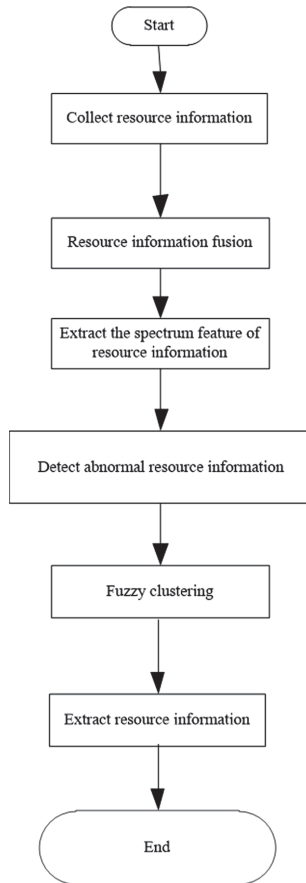 Start
Collect resource information
Resource information fusion
Extract the spectrum feature of
resource information
Detect abnormal resource information
Fuzzy clustering
Extract resource information
End